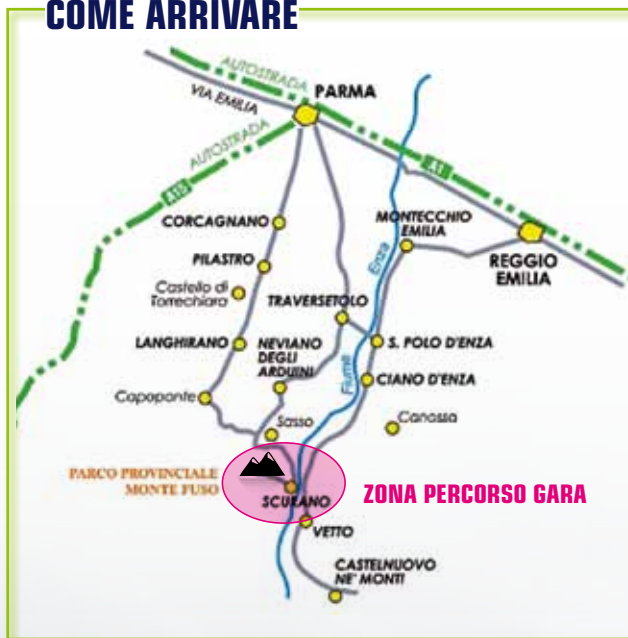 COME ARRIVARE
AUTOSTRADA
VIA EMILIA
PARMA
AUTOSTRADA
A15
A1
CORCAGNANO
MONTECCHIO
EMILIA
PILASTRO
REGGIO
EMILIA
Castello di
Torrechiara
Enza
TRAVERSETOLO
LANGHIRANO
NEVIANO
DEGLI
ARDUINI
S. POLO D'ENZA
Fiume
CIANO D'ENZA
Capoponte
Canossa
Sasso
PARCO PROVINCIALE
MONTE FUSO
SCURANO
ZONA PERCORSO GARA
VETTO
CASTELNUOVO
NE' MONTI